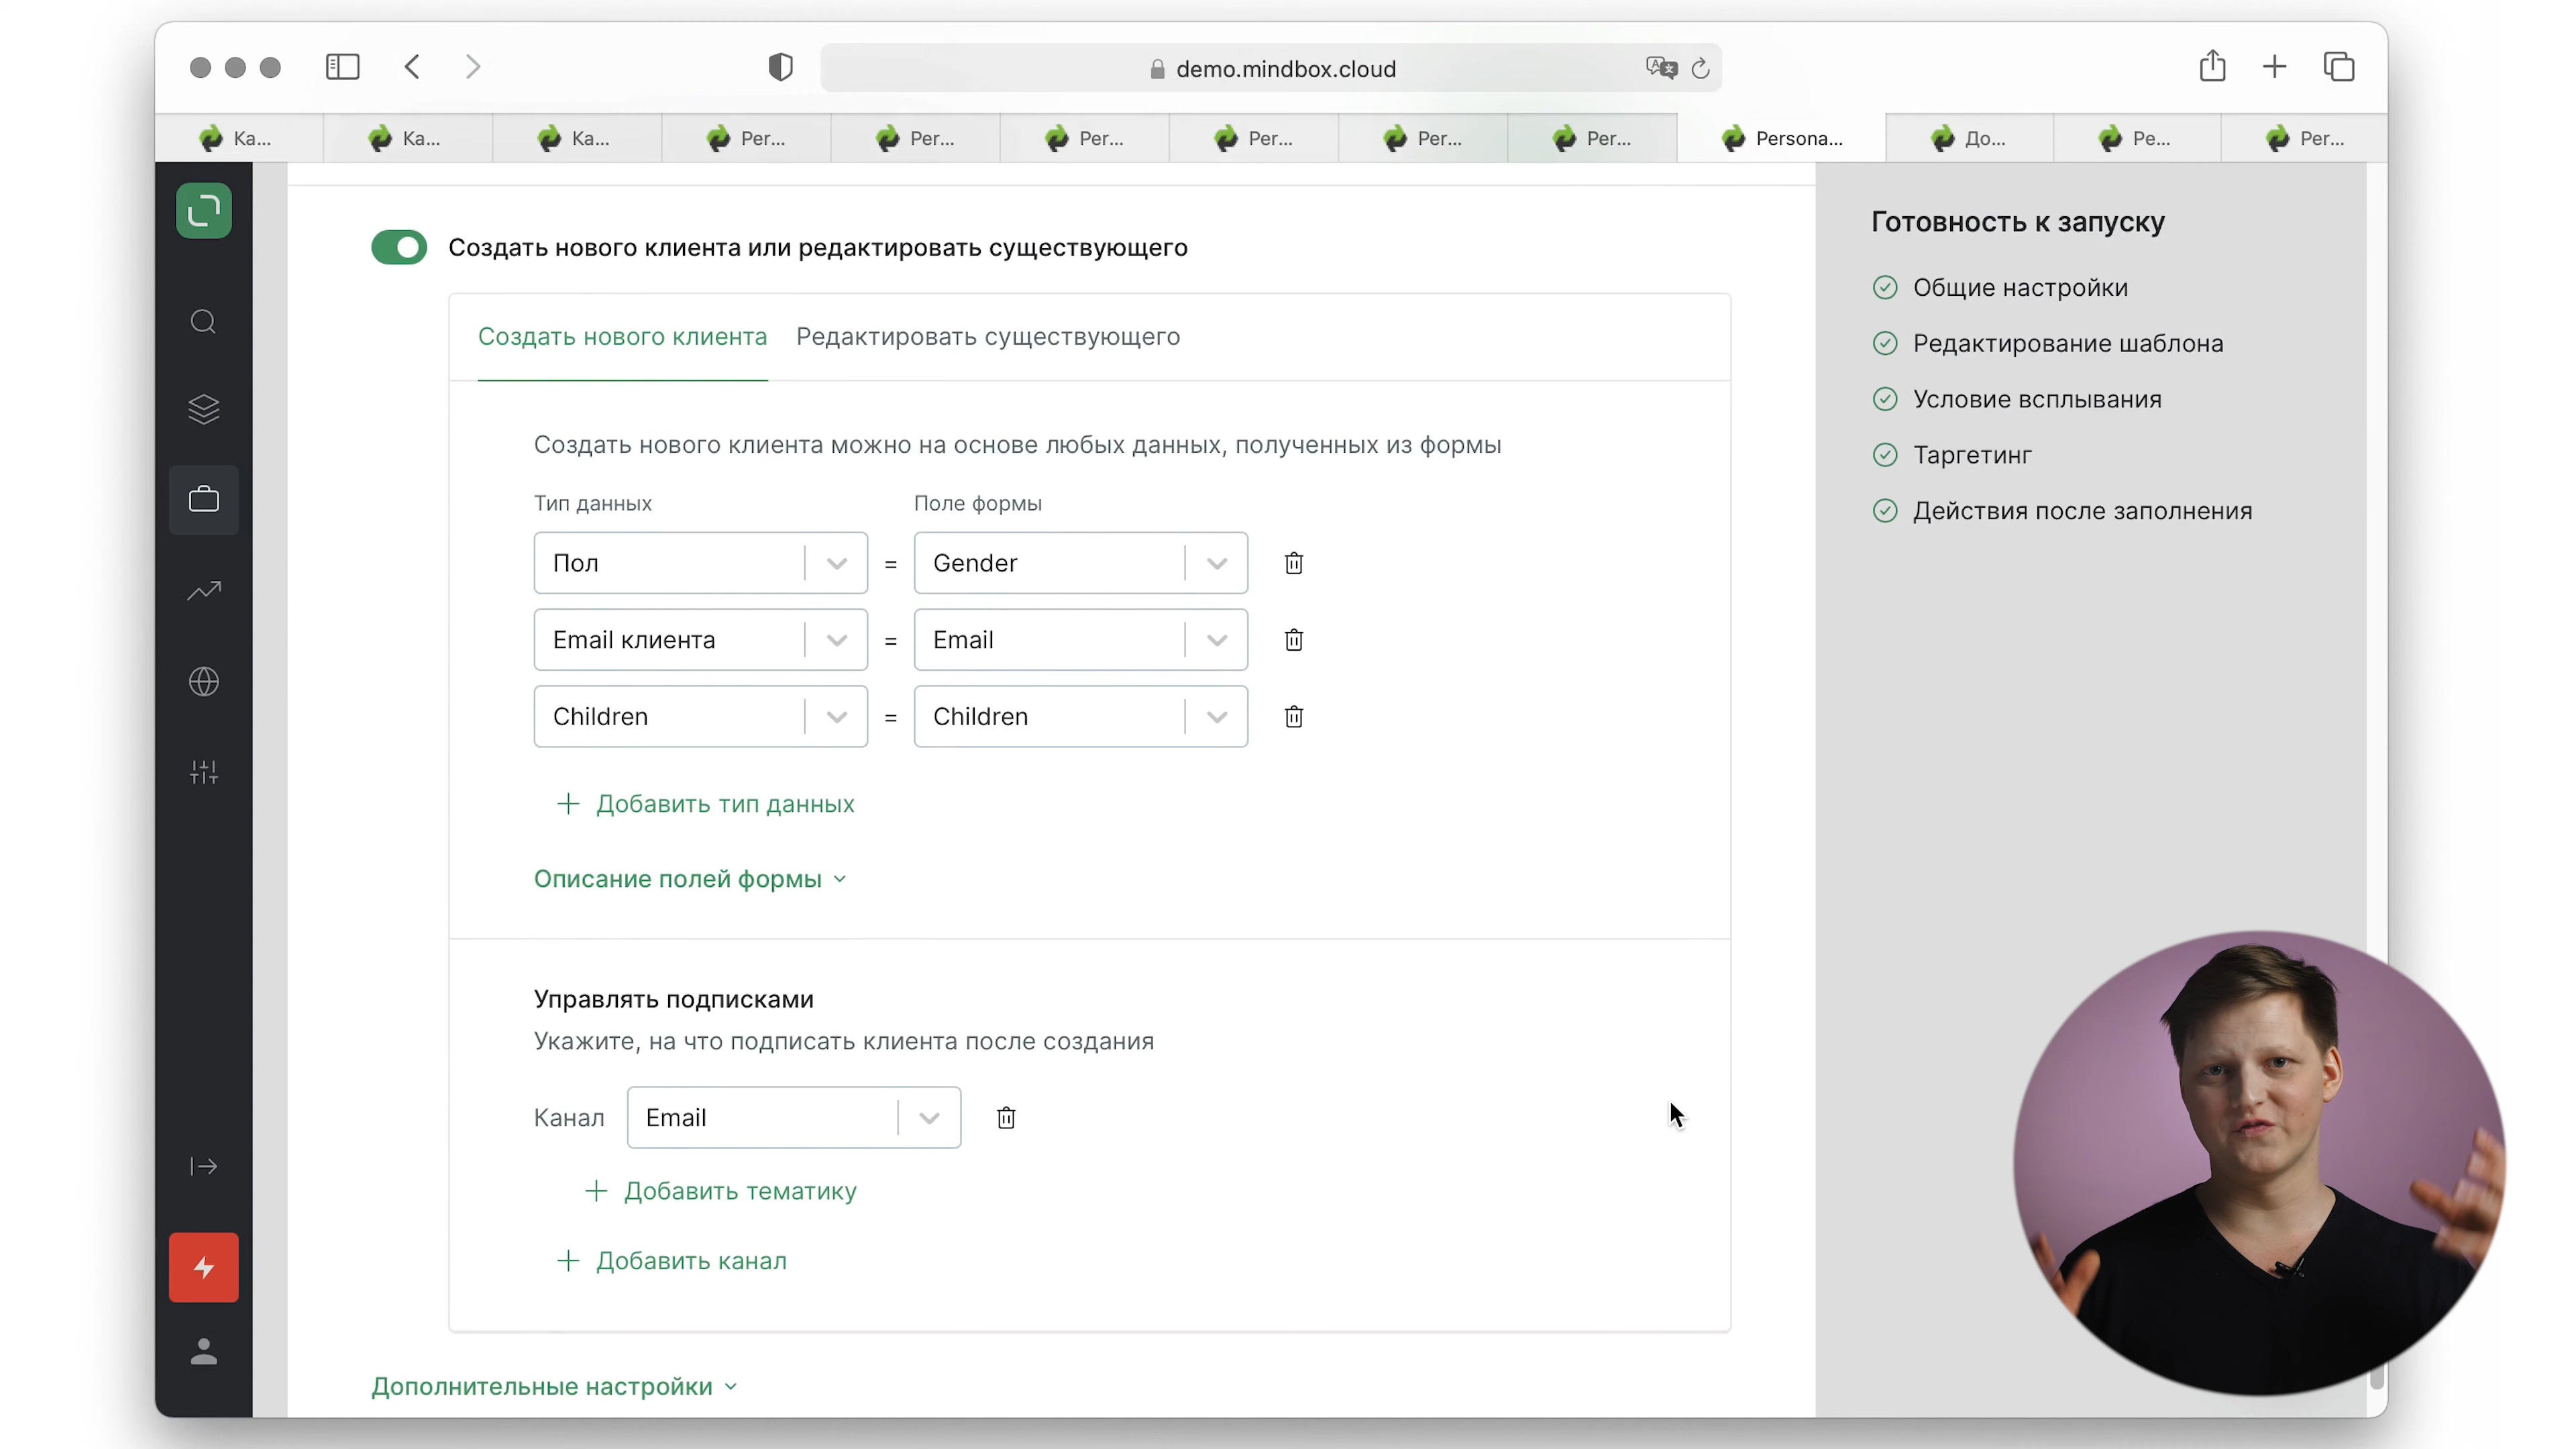 demo.mindbox.cloud
Ка...
Ка...
Ка...
Per...
Per...
Per...
Per...
Per...
Per...
Persona...
До...
Pe...
Per...
Создать нового клиента или редактировать существующего
Создать нового клиента
Редактировать существующего
Создать нового клиента можно на основе любых данных, полученных из формы
Тип данных
Поле формы
Пол = Gender
Email клиента = Email
Children = Children
+ Добавить тип данных
Описание полей формы
Управлять подписками
Укажите, на что подписать клиента после создания
Канал Email
+ Добавить тематику
+ Добавить канал
Дополнительные настройки
Готовность к запуску
Общие настройки
Редактирование шаблона
Условие всплывания
Таргетинг
Действия после заполнения